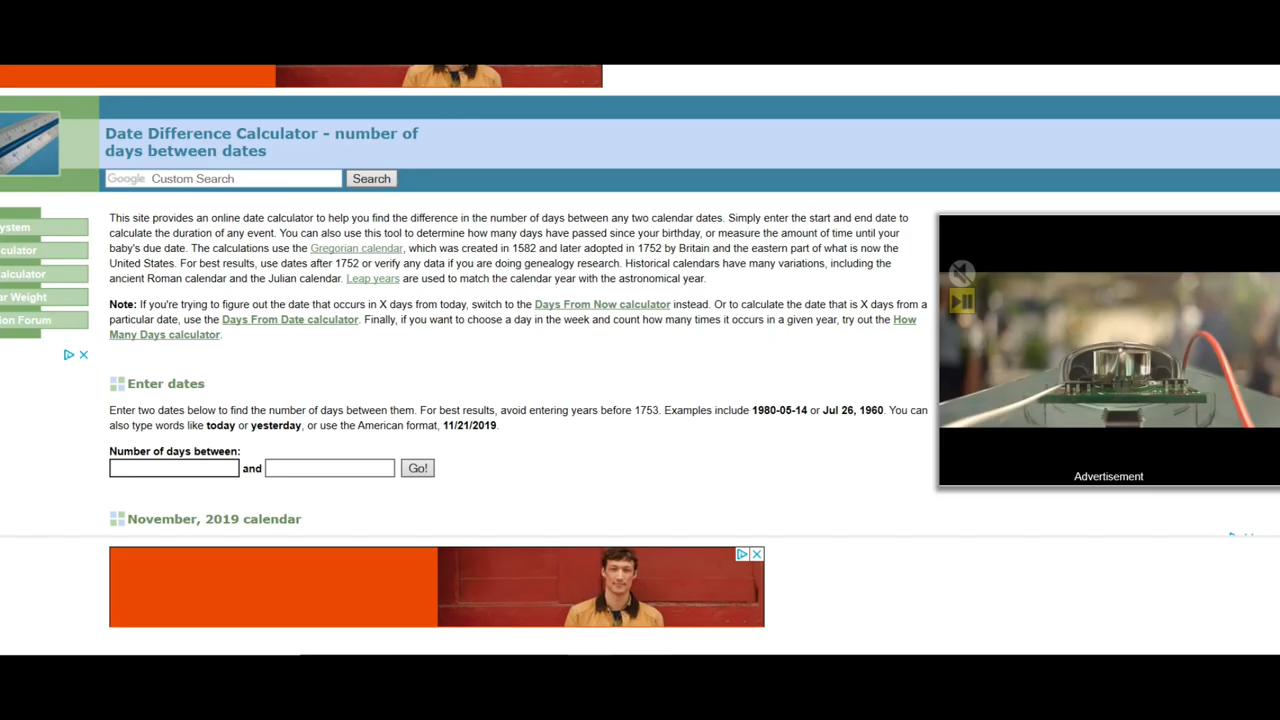 Date Difference Calculator - number of
days between dates
Google Custom Search
Search
ystem
culator
alculator
ar Weight
ion Forum
This site provides an online date calculator to help you find the difference in the number of days between any two calendar dates. Simply enter the start and end date to
calculate the duration of any event. You can also use this tool to determine how many days have passed since your birthday, or measure the amount of time until your
baby's due date. The calculations use the Gregorian calendar, which was created in 1582 and later adopted in 1752 by Britain and the eastern part of what is now the
United States. For best results, use dates after 1752 or verify any data if you are doing genealogy research. Historical calendars have many variations, including the
ancient Roman calendar and the Julian calendar. Leap years are used to match the calendar year with the astronomical year.
Note: If you're trying to figure out the date that occurs in X days from today, switch to the Days From Now calculator instead. Or to calculate the date that is X days from a
particular date, use the Days From Date calculator. Finally, if you want to choose a day in the week and count how many times it occurs in a given year, try out the How
Many Days calculator.
Enter dates
Enter two dates below to find the number of days between them. For best results, avoid entering years before 1753. Examples include 1980-05-14 or Jul 26, 1960. You can
also type words like today or yesterday, or use the American format, 11/21/2019.
Number of days between:
and
Go!
Advertisement
November, 2019 calendar